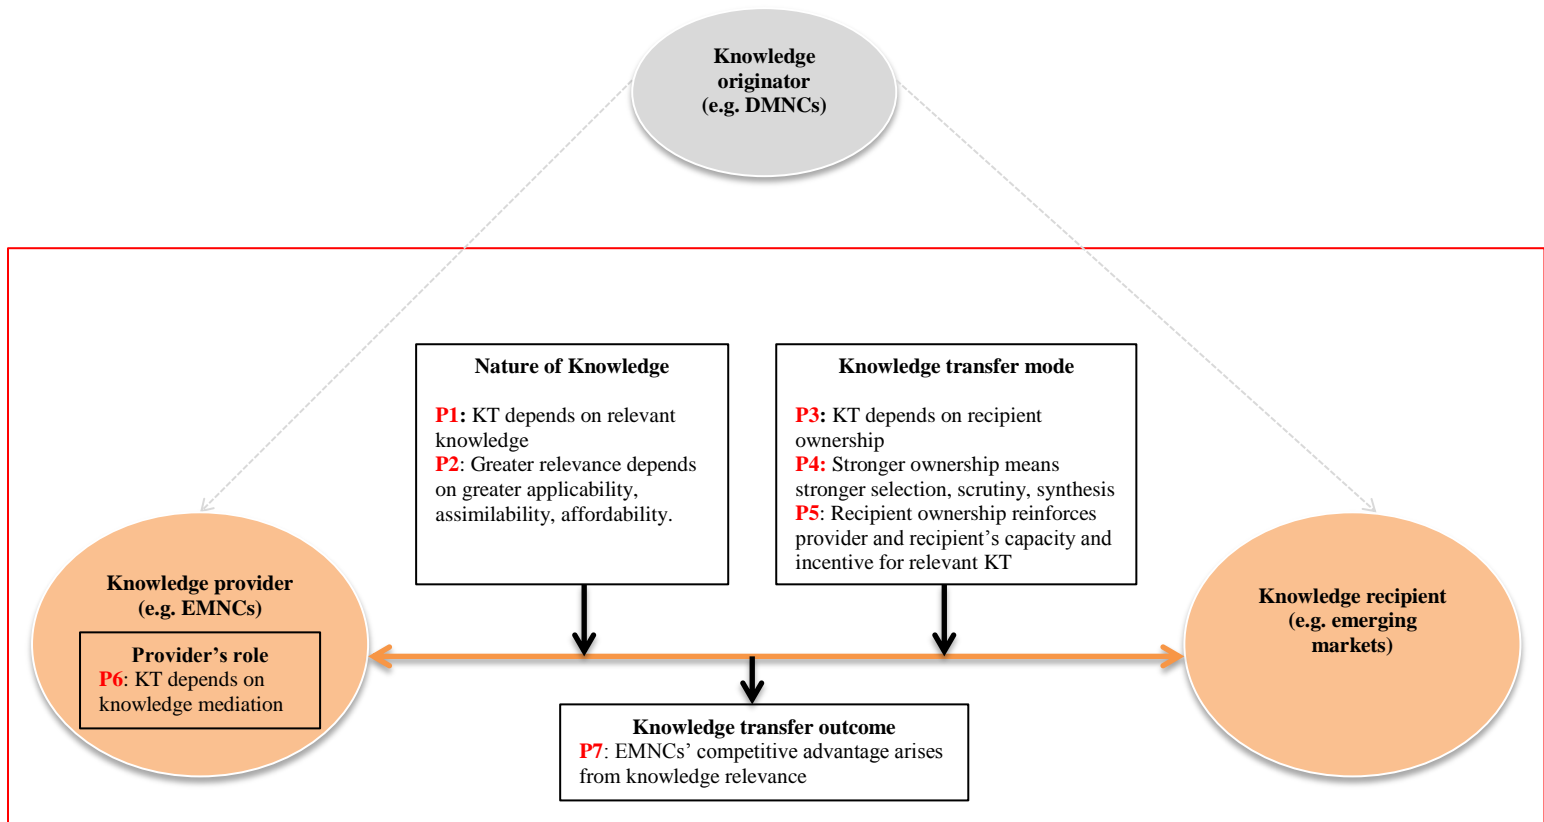 Knowledge
originator
(e.g. DMNCs)
Nature of Knowledge
P1: KT depends on relevant
knowledge
P2: Greater relevance depends
on greater applicability,
assimilability, affordability.
Knowledge transfer mode
P3: KT depends on recipient
ownership
P4: Stronger ownership means
stronger selection, scrutiny, synthesis
P5: Recipient ownership reinforces
provider and recipient’s capacity and
incentive for relevant KT
Knowledge provider
(e.g. EMNCs)
Provider’s role
P6: KT depends on
knowledge mediation
Knowledge recipient
(e.g. emerging
markets)
Knowledge transfer outcome
P7: EMNCs’ competitive advantage arises
from knowledge relevance